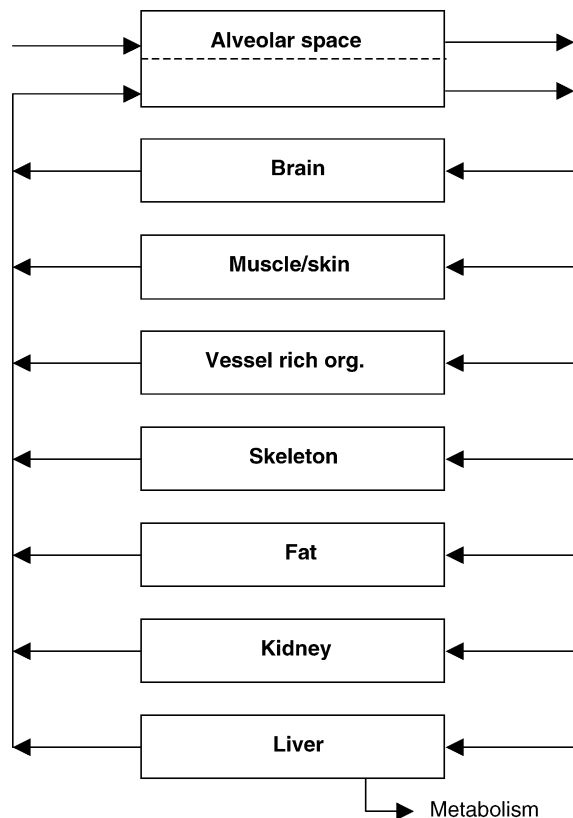 Alveolar space
Brain
Muscle/skin
Vessel rich org.
Skeleton
Fat
Kidney
Liver
Metabolism